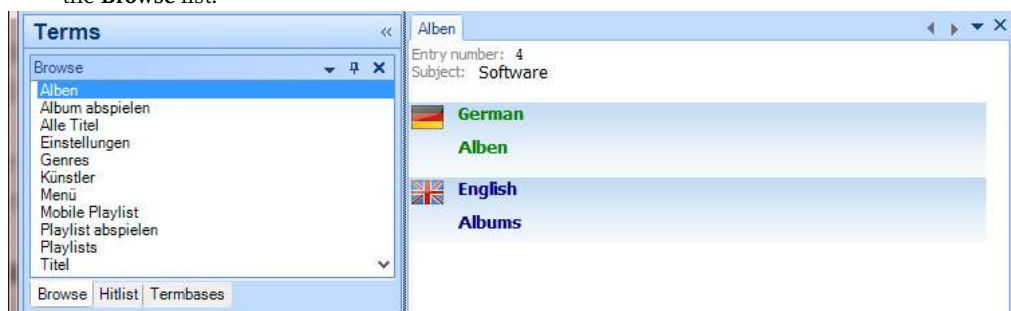 the Browse list.
Terms
Browse
Alben
Album abspielen
Alle Titel
Einstellungen
Genres
Künstler
Menü
Mobile Playlist
Playlist abspielen
Playlists
Titel
Browse Hitlist Termbases
Alben
Entry number: 4
Subject: Software
German
Alben
English
Albums